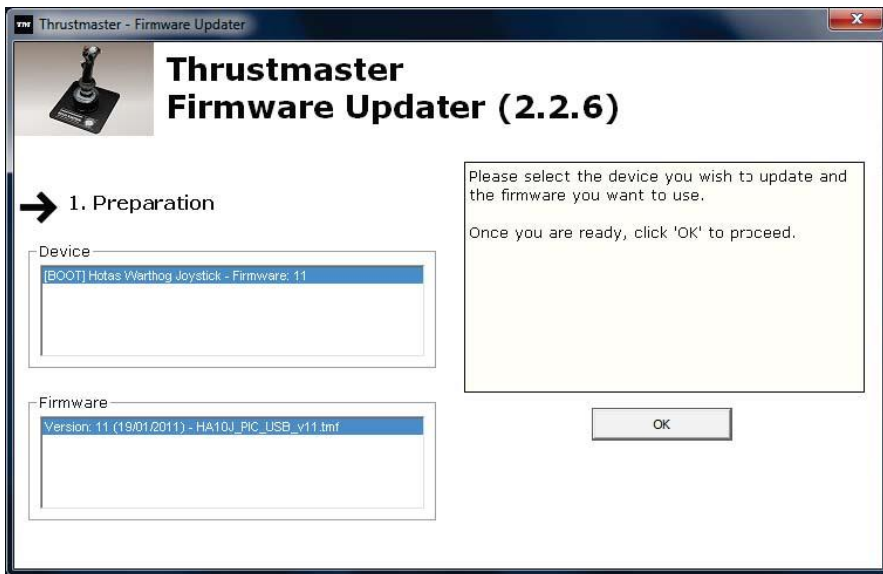 TM Thrustmaster - Firmware Updater
Thrustmaster
Firmware Updater (2.2.6)
1. Preparation
Please select the device you wish to update and
the firmware you want to use.
Once you are ready, click 'OK' to proceed.
Device
[BOOT] Hotas Warthog Joystick - Firmware: 11
Firmware
Version: 11 (19/01/2011) - HA10J_PIC_USB_v11.tmf
OK